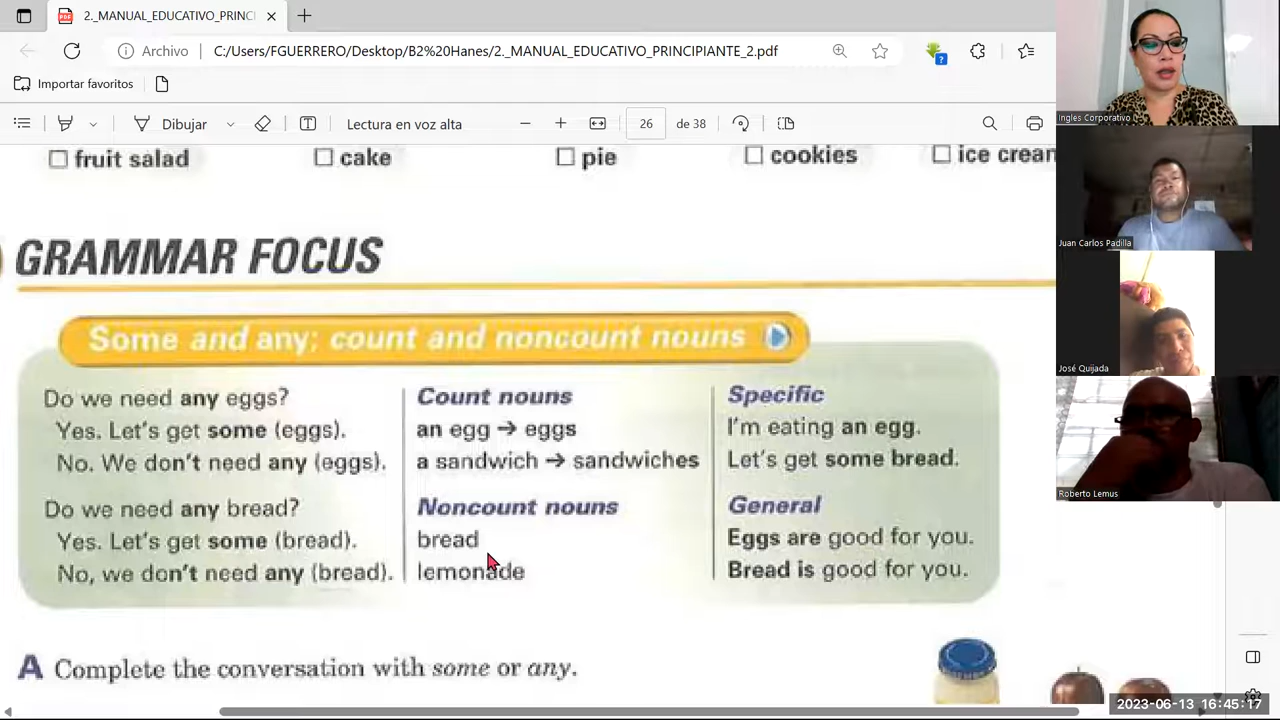 2._MANUAL_EDUCATIVO_PRINCI
Archivo
C:/Users/FGUERRERO/Desktop/B2%20Hanes/2._MANUAL_EDUCATIVO_PRINCIPIANTE_2.pdf
Importar favoritos
Dibujar
Lectura en voz alta
26
de 38
fruit salad
cake
pie
cookies
ice cream
GRAMMAR FOCUS
Some and any; count and noncount nouns
Do we need any eggs?
Yes. Let's get some (eggs).
No. We don't need any (eggs).
Do we need any bread?
Yes. Let's get some (bread).
No, we don't need any (bread).
Count nouns
an egg → eggs
a sandwich → sandwiches
Noncount nouns
bread
lemonade
Specific
I'm eating an egg.
Let's get some bread.
General
Eggs are good for you.
Bread is good for you.
A Complete the conversation with some or any.
Ingles Corporativo
Juan Carlos Padilla
José Quijada
Roberto Lemus
2023-06-13 16:45:17